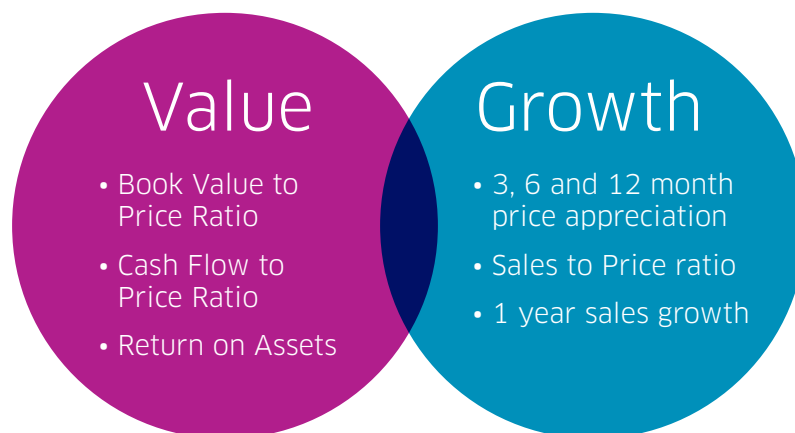 Value
• Book Value to
Price Ratio
• Cash Flow to
Price Ratio
• Return on Assets
Growth
• 3, 6 and 12 month
price appreciation
• Sales to Price ratio
• 1 year sales growth